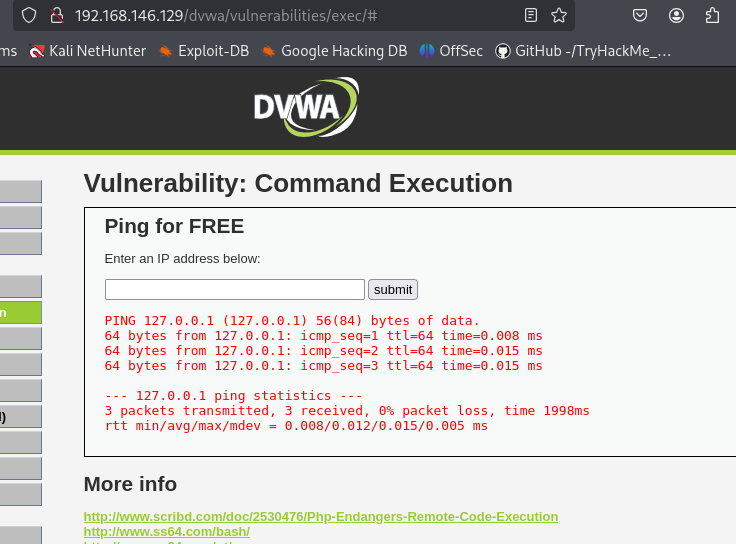 192.168.146.129/dvwa/vulnerabilities/exec/#
ms Kali NetHunter Exploit-DB Google Hacking DB OffSec GitHub -/TryHackMe_...
DVWA
Vulnerability: Command Execution
Ping for FREE
Enter an IP address below:
submit
n
PING 127.0.0.1 (127.0.0.1) 56(84) bytes of data.
64 bytes from 127.0.0.1: icmp_seq=1 ttl=64 time=0.008 ms
64 bytes from 127.0.0.1: icmp_seq=2 ttl=64 time=0.015 ms
64 bytes from 127.0.0.1: icmp_seq=3 ttl=64 time=0.015 ms
--- 127.0.0.1 ping statistics ---
3 packets transmitted, 3 received, 0% packet loss, time 1998ms
rtt min/avg/max/mdev = 0.008/0.012/0.015/0.005 ms
More info
http://www.scribd.com/doc/2530476/Php-Endangers-Remote-Code-Execution
http://www.ss64.com/bash/